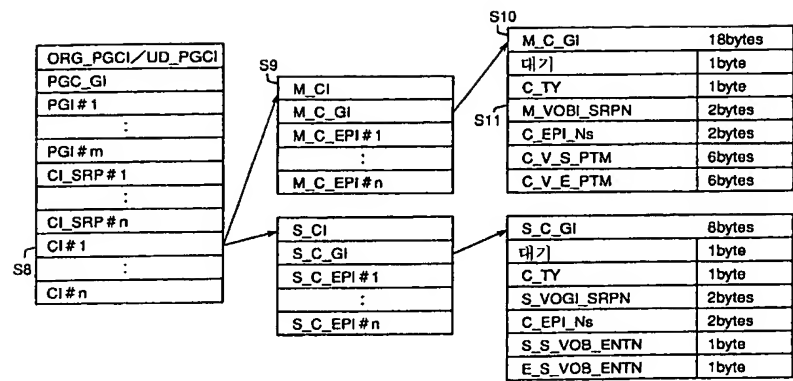 ORG_PGCI/UD_PGCI
PGC_GI
PGI#1
:
PGI#m
CI_SRP#1
:
CI_SRP#n
S8
CI#1
:
CI#n
S9
M_CI
M_C_GI
M_C_EPI#1
:
M_C_EPI#n
S_CI
S_C_GI
S_C_EPI#1
:
S_C_EPI#n
S10
M_C_GI 18bytes
대기 1byte
C_TY 1byte
S11
M_VOBI_SRPN 2bytes
C_EPI_Ns 2bytes
C_V_S_PTM 6bytes
C_V_E_PTM 6bytes
S_C_GI 8bytes
대기 1byte
C_TY 1byte
S_VOGI_SRPN 2bytes
C_EPI_Ns 2bytes
S_S_VOB_ENTN 1byte
E_S_VOB_ENTN 1byte